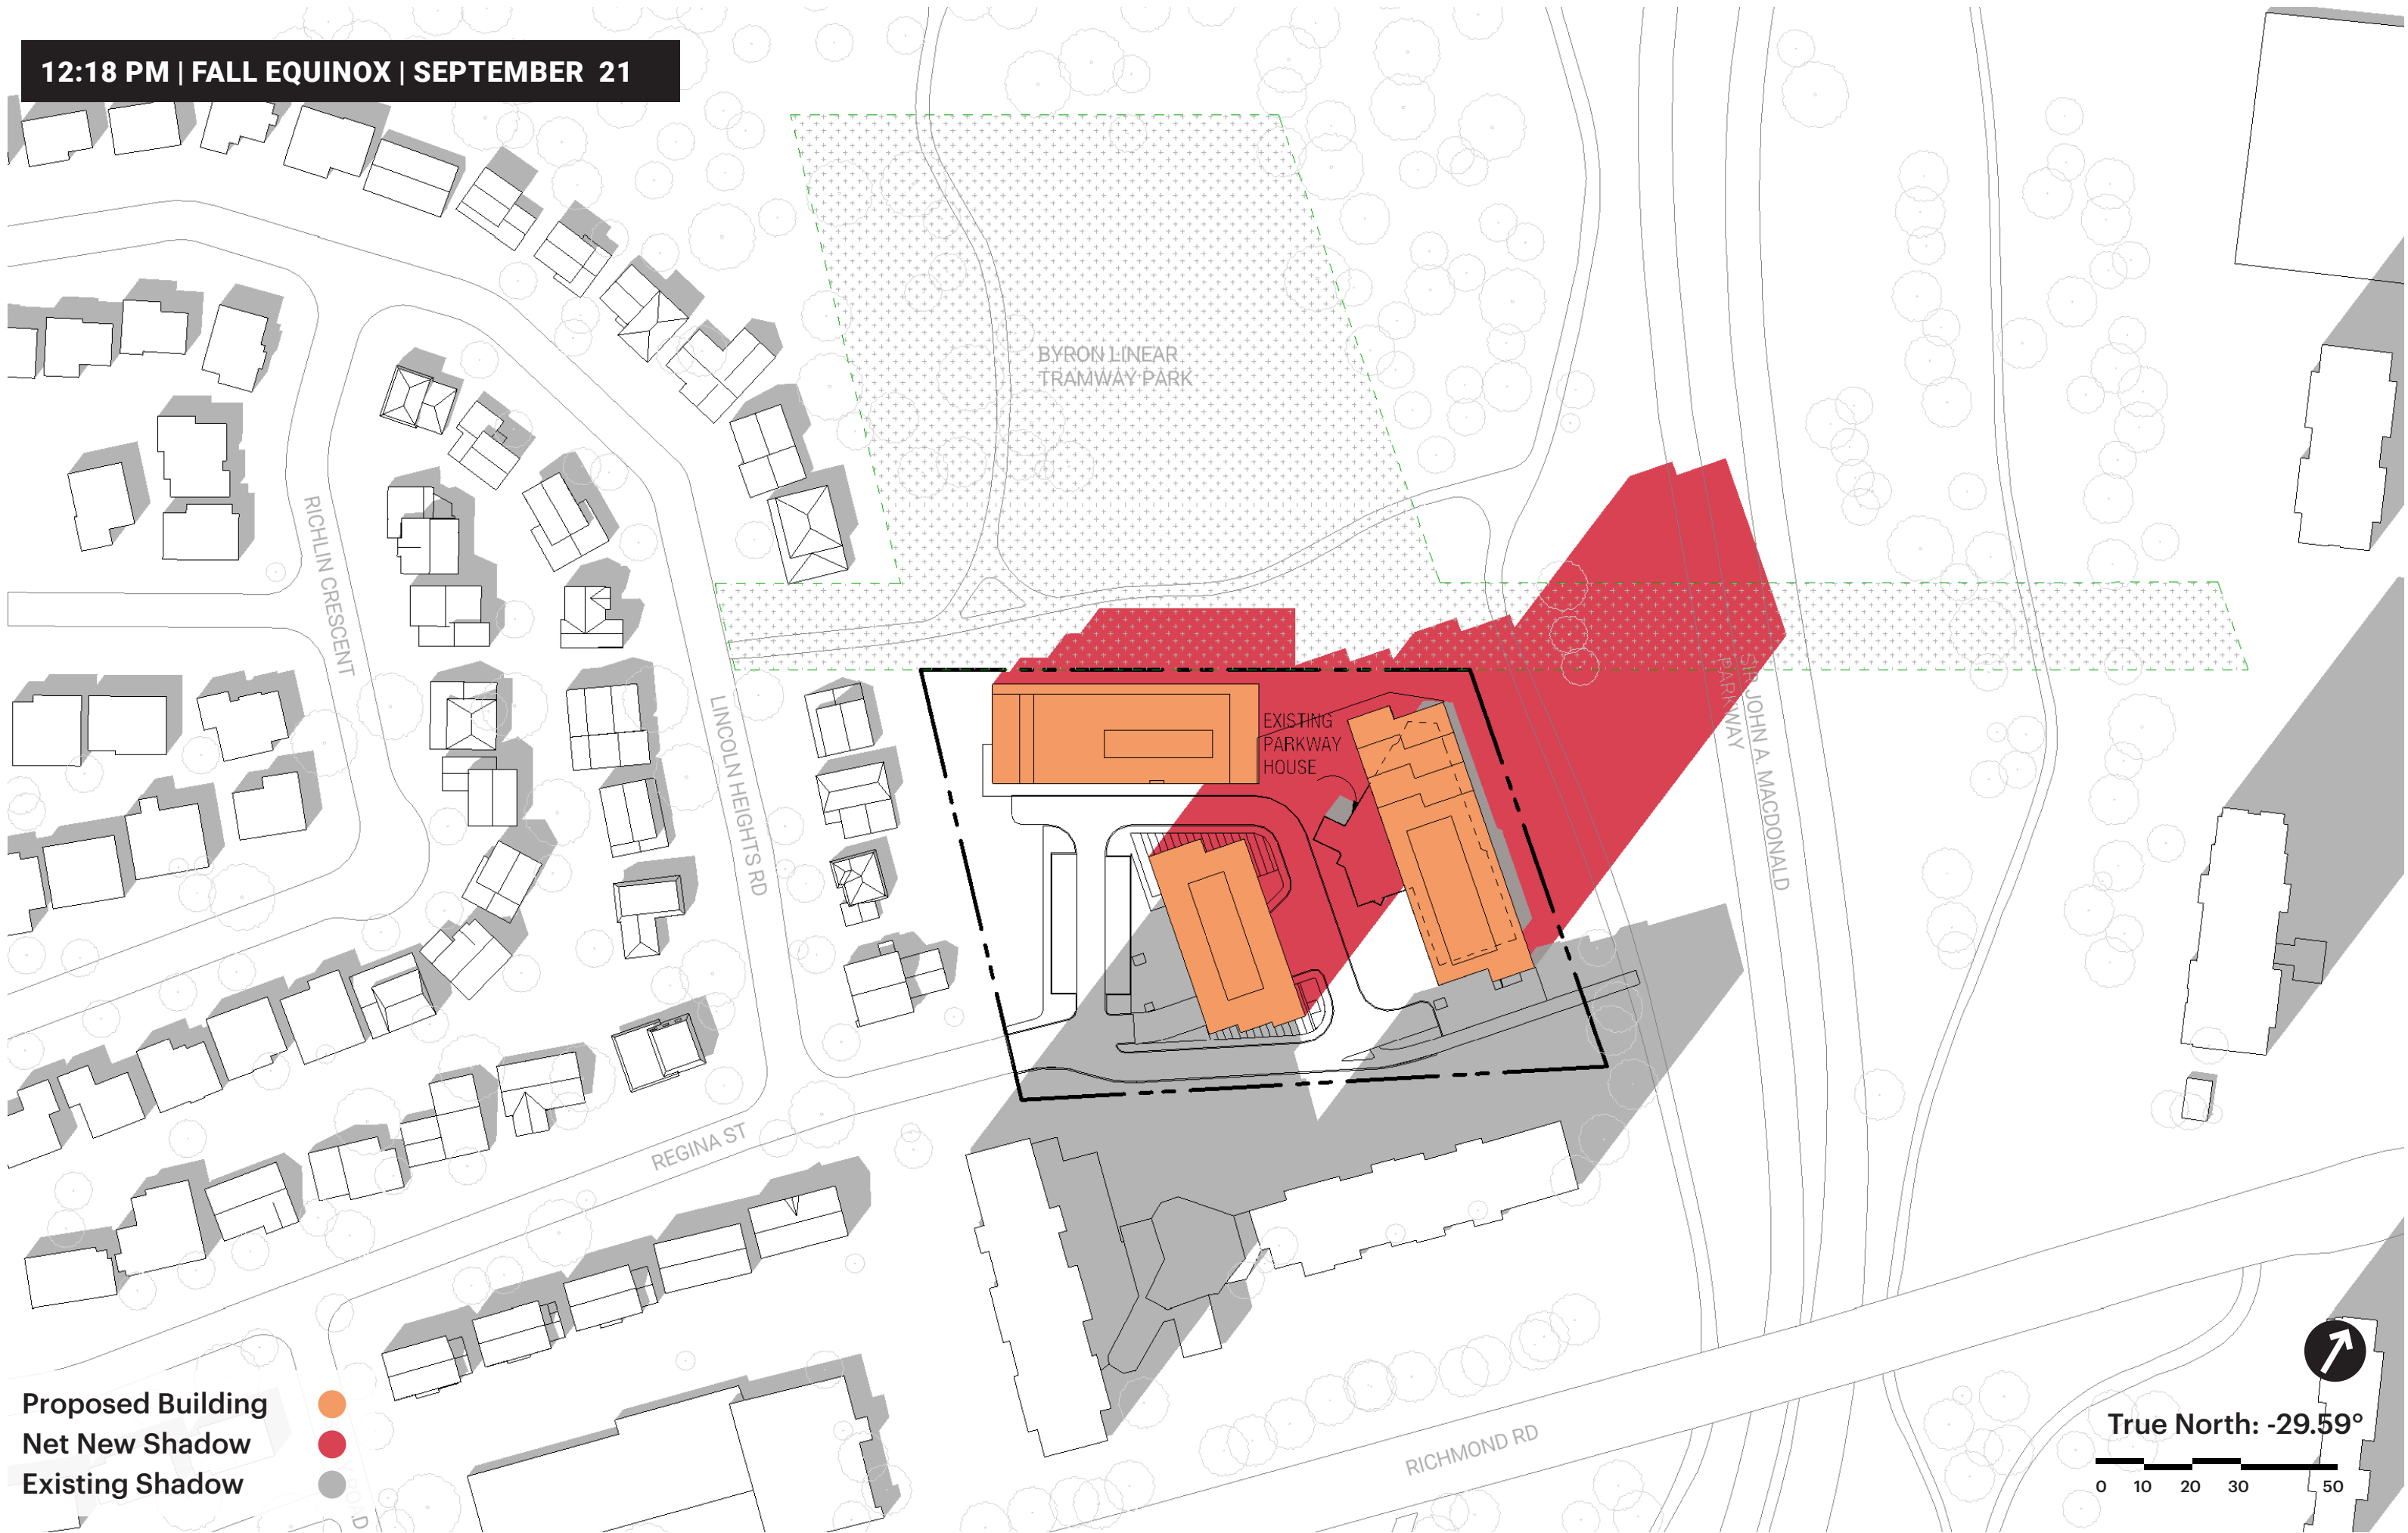 12:18 PM | FALL EQUINOX | SEPTEMBER 21
BYRON LINEAR
TRAMWAY PARK
RICHLIN CRESCENT
LINCOLN HEIGHTS RD
EXISTING
PARKWAY
HOUSE
SIR JOHN A. MACDONALD
PARKWAY
REGINA ST
RICHMOND RD
Proposed Building
Net New Shadow
Existing Shadow
True North: -29.59°
0 10 20 30 50